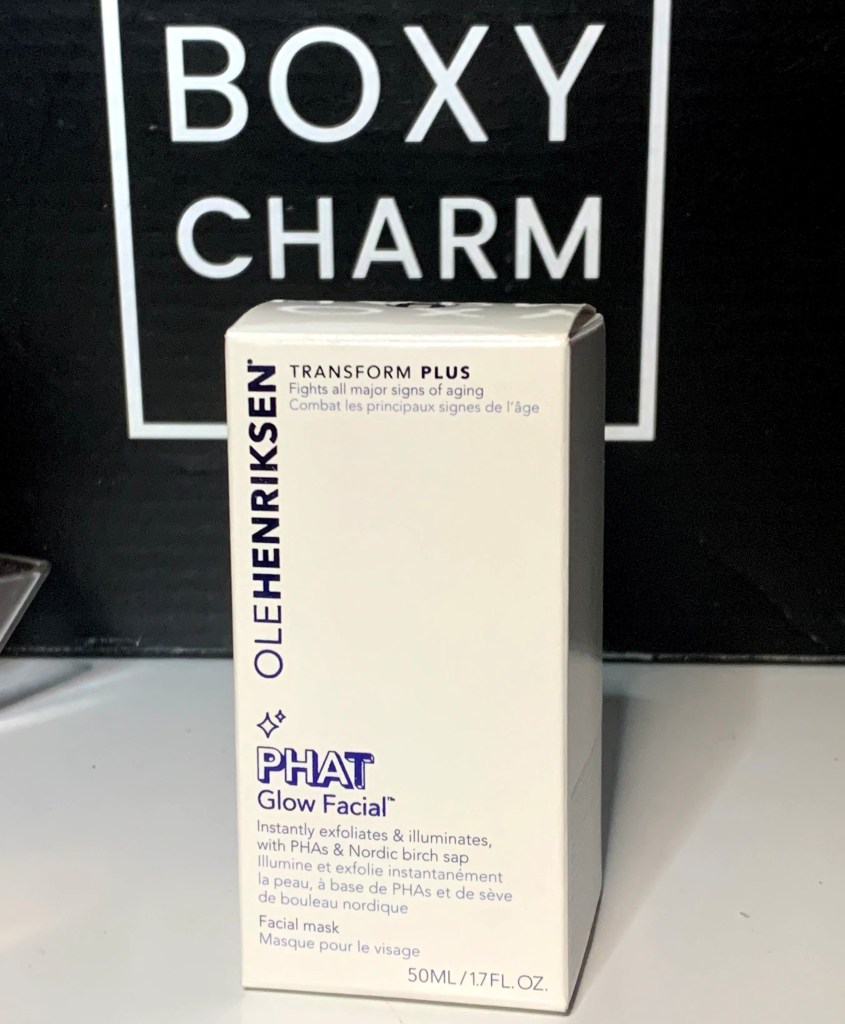 BOXY
CHARM
OLEHENRIKSEN®
TRANSFORM PLUS
Fights all major signs of aging
Combat les principaux signes de l'âge
PHAT
Glow Facial™
Instantly exfoliates & illuminates,
with PHAs & Nordic birch sap
Illumine et exfolie instantanément
la peau, à base de PHAs et de sève
de bouleau nordique
Facial mask
Masque pour le visage
50ML/1.7FL.OZ.